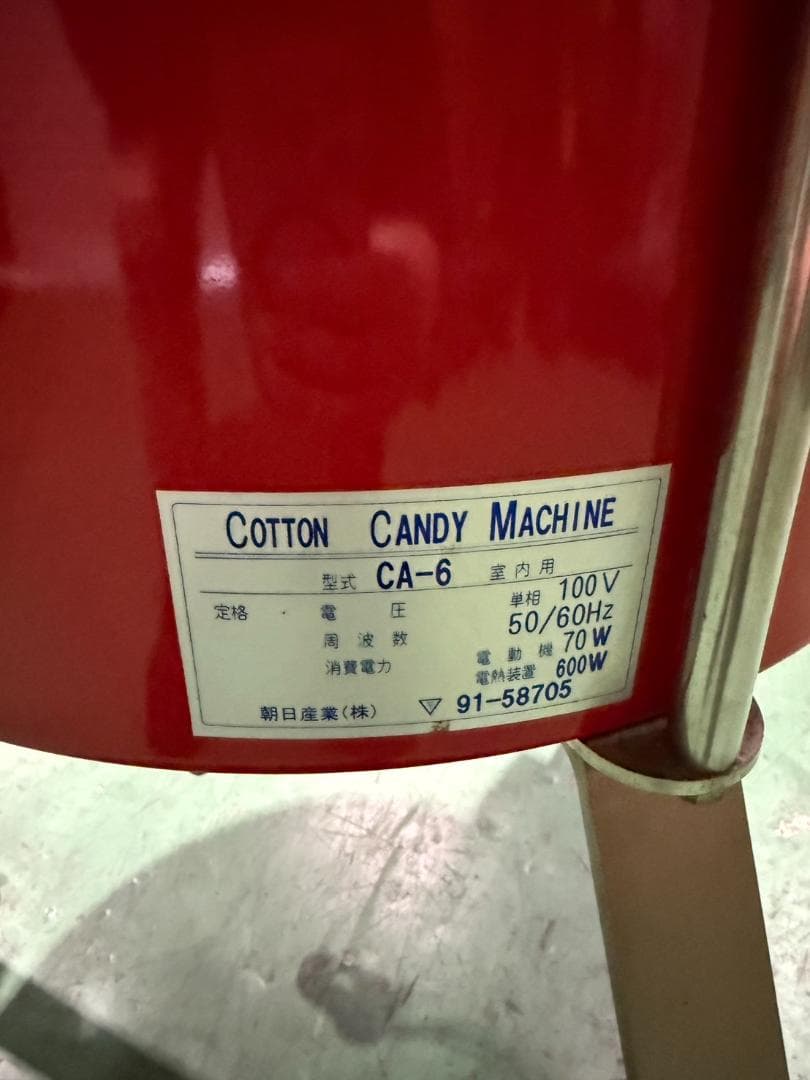 COTTON CANDY MACHINE
型式 CA-6 室内用
定格 電圧 単相 100V
周波数 50/60Hz
消費電力 電動機 70W
電熱装置 600W
朝日産業(株) 91-58705